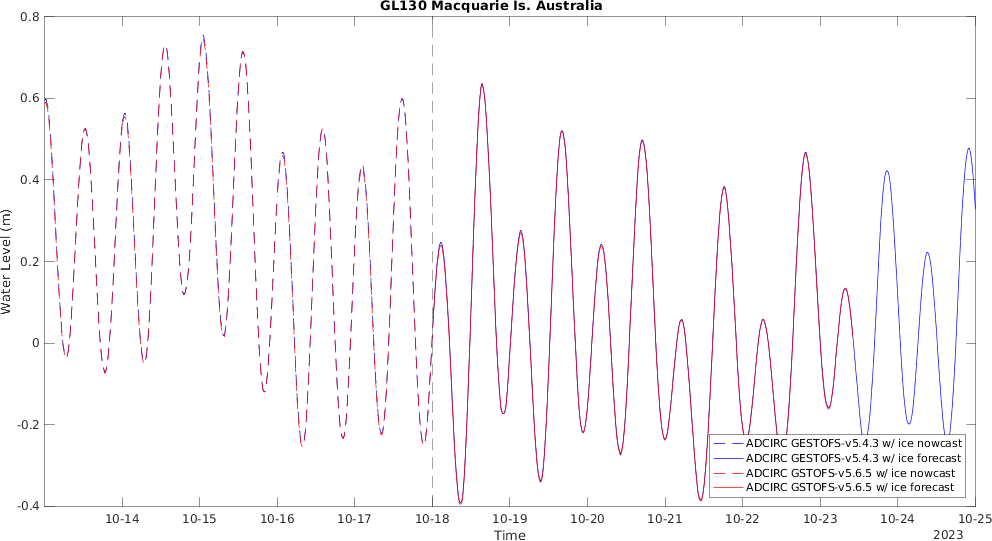 GL130 Macquarie Is. Australia
Water Level (m)
0.8
0.6
0.4
0.2
0
-0.2
-0.4
ADCIRC GESTOFS-v5.4.3 w/ ice nowcast
ADCIRC GESTOFS-v5.4.3 w/ ice forecast
ADCIRC GSTOFS-v5.6.5 w/ ice nowcast
ADCIRC GSTOFS-v5.6.5 w/ ice forecast
10-14 10-15 10-16 10-17 10-18 10-19 10-20 10-21 10-22 10-23 10-24 10-25
Time
2023